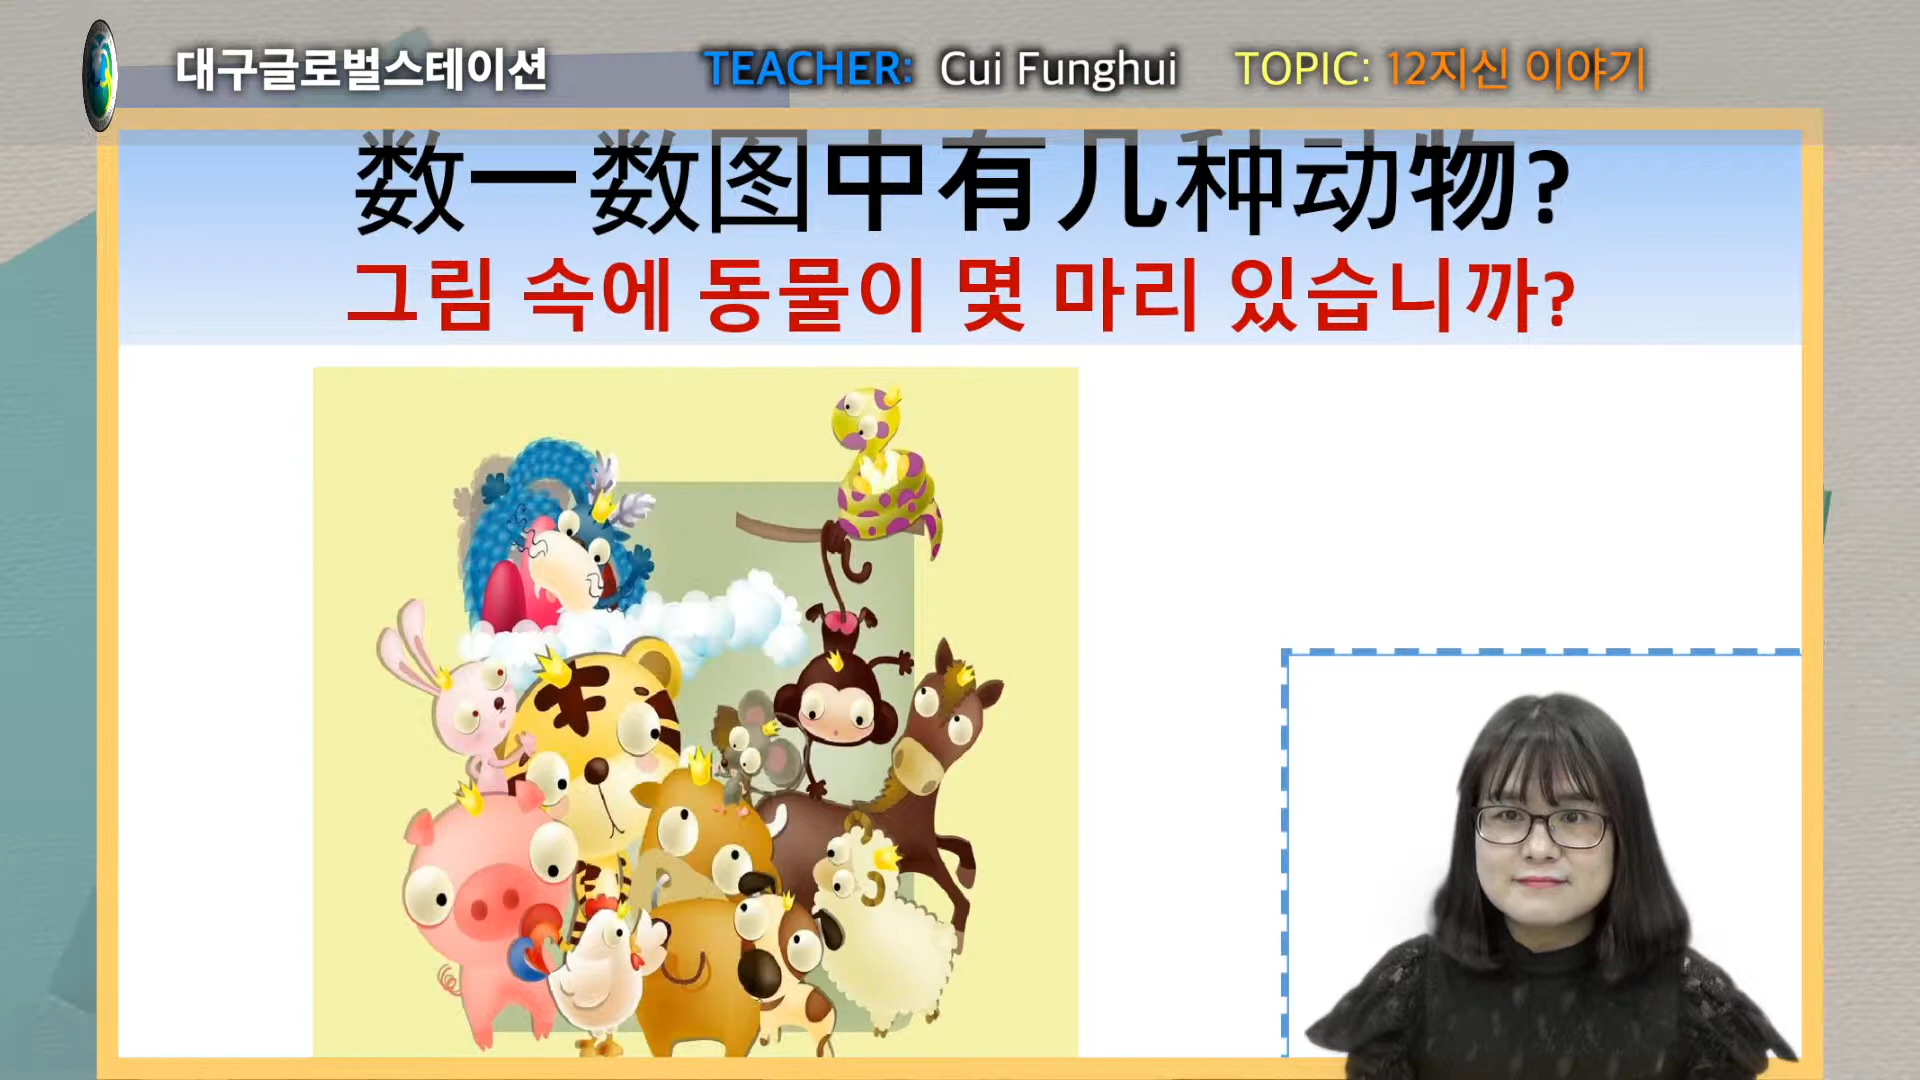 대구글로벌스테이션 TEACHER: Cui Funghui TOPIC: 12지신 이야기
数一数图中有几种动物?
그림 속에 동물이 몇 마리 있습니까?